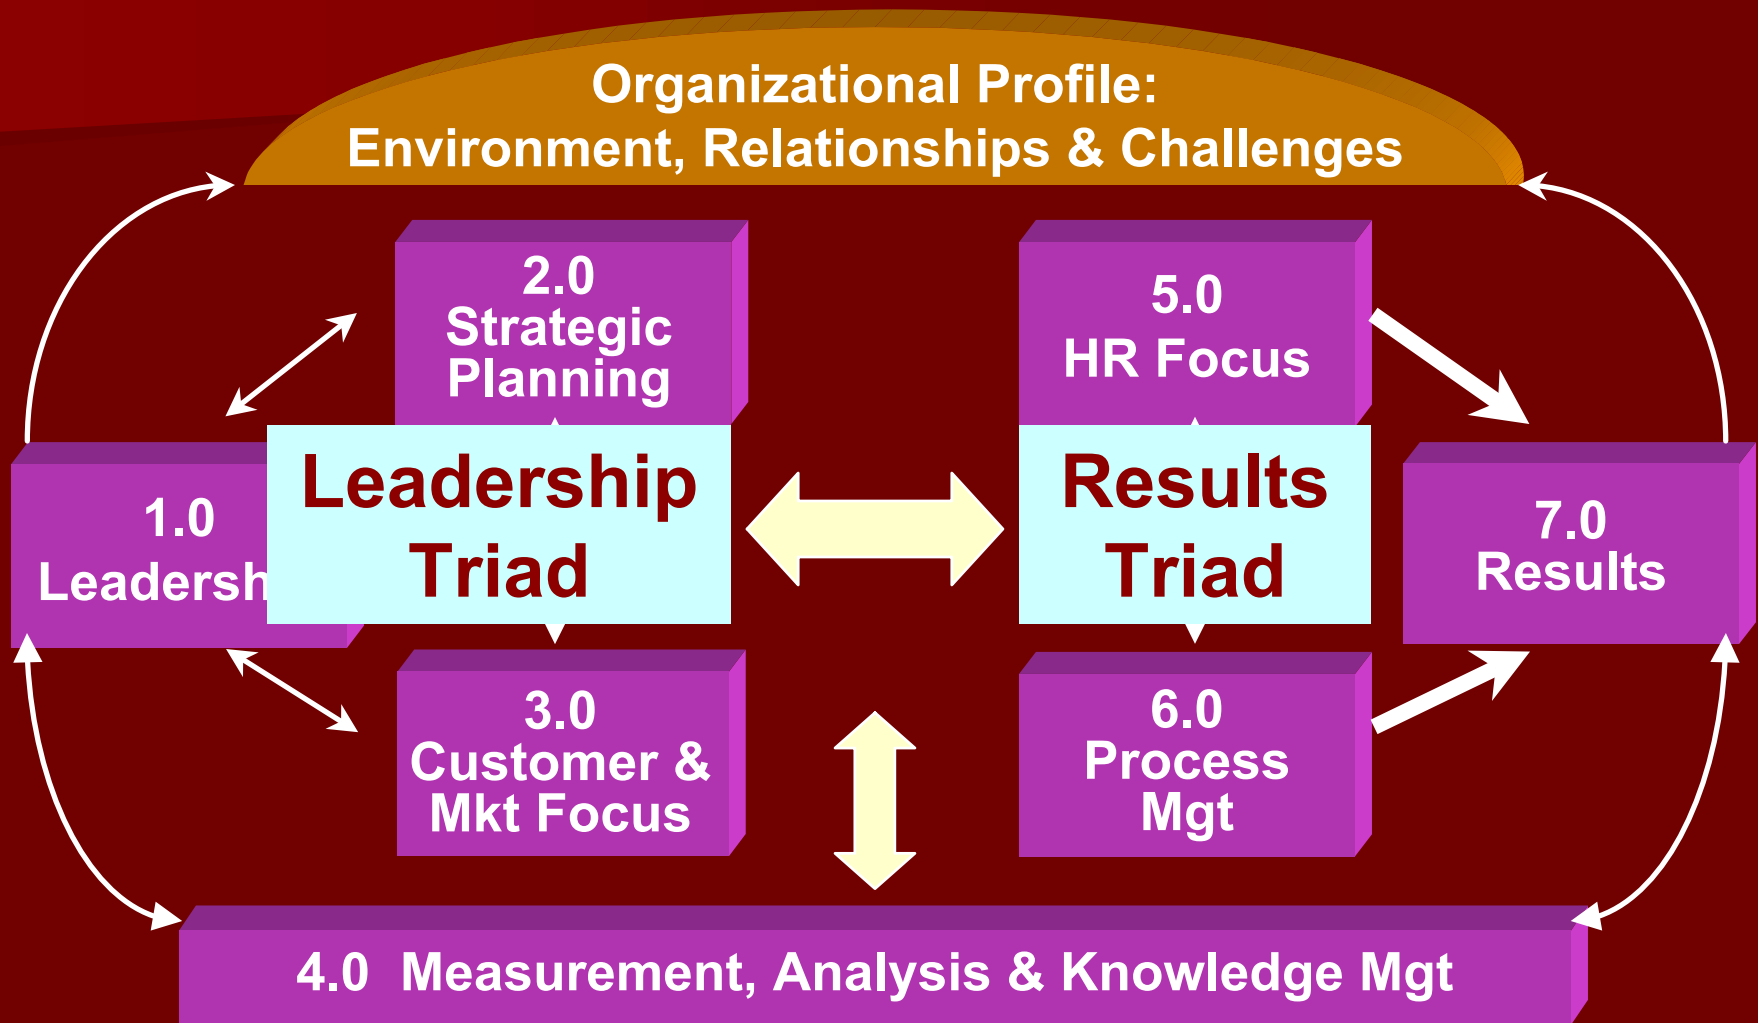 Organizational Profile:
Environment, Relationships & Challenges
2.0
Strategic
Planning
5.0
HR Focus
1.0
Leadersh
Leadership
Triad
Results
Triad
7.0
Results
3.0
Customer &
Mkt Focus
6.0
Process
Mgt
4.0 Measurement, Analysis & Knowledge Mgt